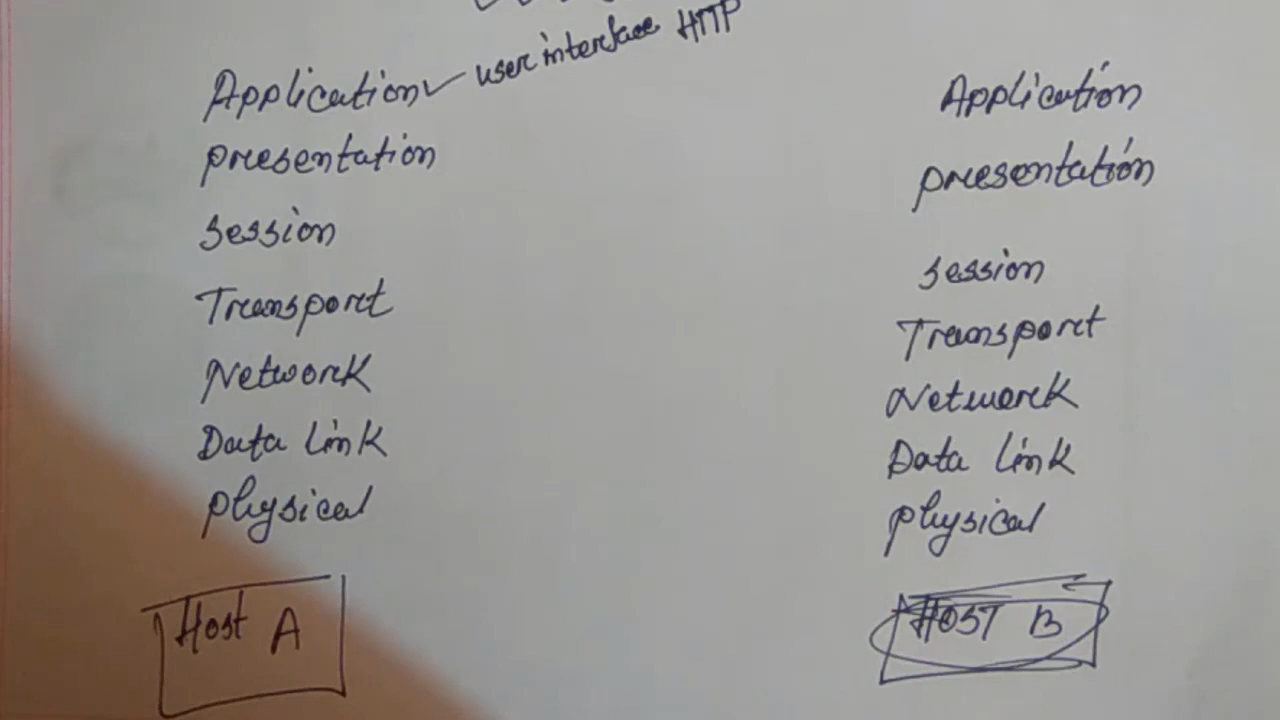 Application user interface HTTP
presentation
session
Transport
Network
Data link
physical
Host A
Application
presentation
session
Transport
Network
Data link
physical
HOST B